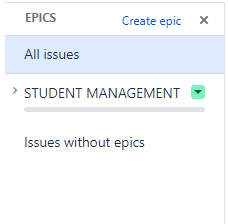 EPICS Create epic ×
All issues
STUDENT MANAGEMENT
Issues without epics